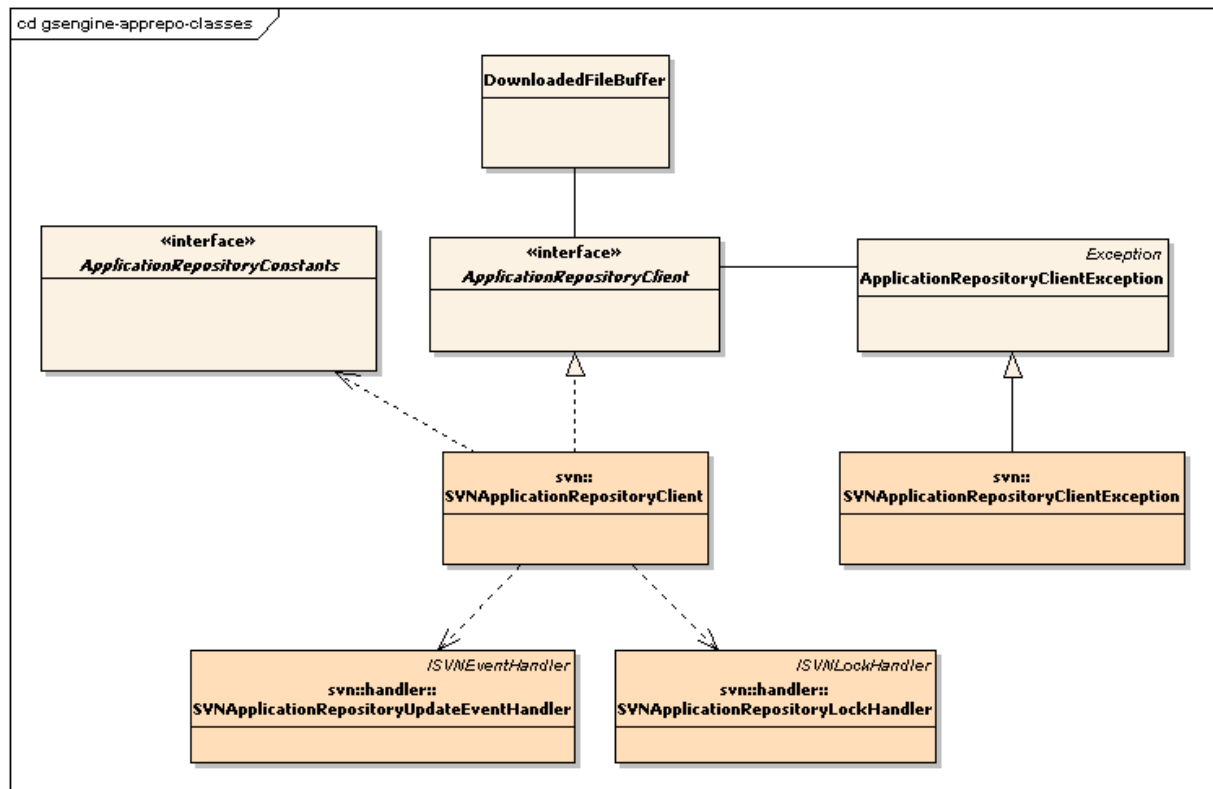 cd gsengine-apprepo-classes
DownloadedFileBuffer
«interface»
ApplicationRepositoryConstants
«interface»
ApplicationRepositoryClient
Exception
ApplicationRepositoryClientException
svn::
SVNApplicationRepositoryClient
svn::
SVNApplicationRepositoryClientException
ISVNEventHandler
svn::handler::
SVNApplicationRepositoryUpdateEventHandler
ISVNLockHandler
svn::handler::
SVNApplicationRepositoryLockHandler